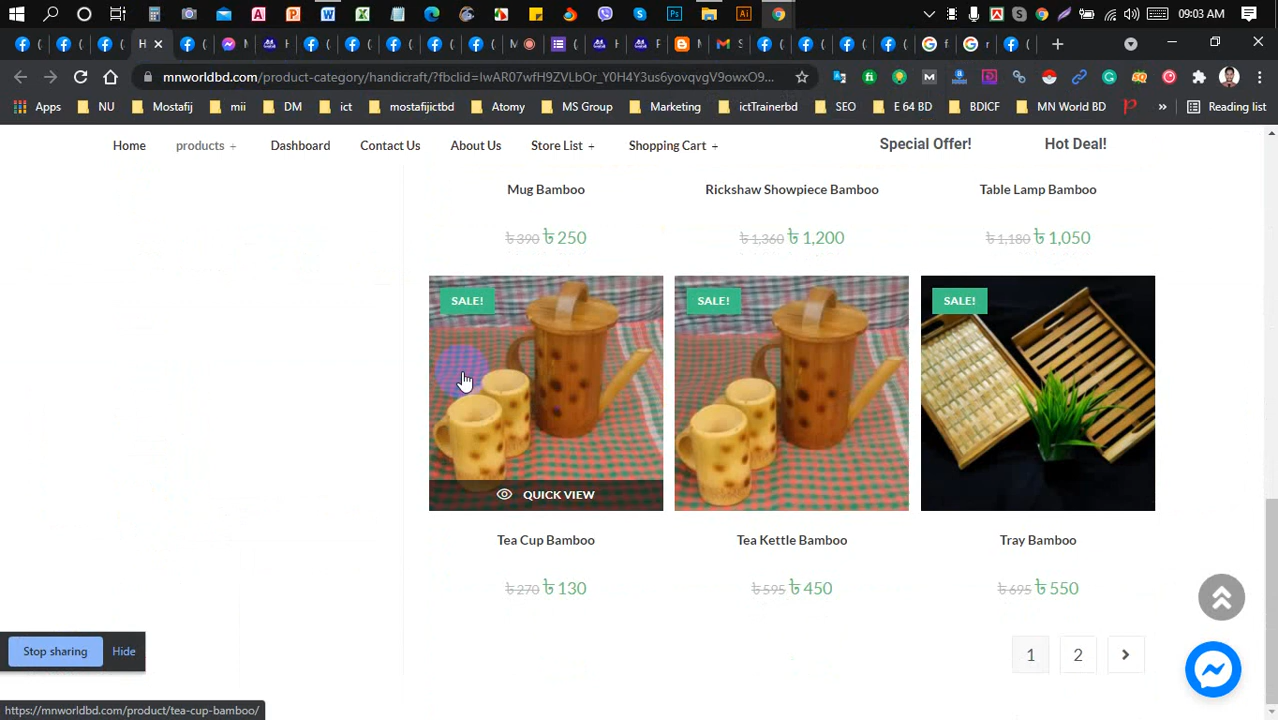 09:03 AM
mnworldbd.com/product-category/handicraft/?fbclid=IwAR07wfH9ZVLbOr_Y0H4Y3us6yovqvgV9owxO9...
Apps NU Mostafij mii DM ict mostafijictbd Atomy MS Group Marketing ictTrainerbd SEO E 64 BD BDICF MN World BD » Reading list
Home products + Dashboard Contact Us About Us Store List + Shopping Cart + Special Offer! Hot Deal!
Mug Bamboo Rickshaw Showpiece Bamboo Table Lamp Bamboo
৳ 390 ৳ 250 ৳ 1,360 ৳ 1,200 ৳ 1,180 ৳ 1,050
SALE! SALE! SALE!
QUICK VIEW
Tea Cup Bamboo Tea Kettle Bamboo Tray Bamboo
৳ 270 ৳ 130 ৳ 595 ৳ 450 ৳ 695 ৳ 550
Stop sharing Hide
1 2
https://mnworldbd.com/product/tea-cup-bamboo/